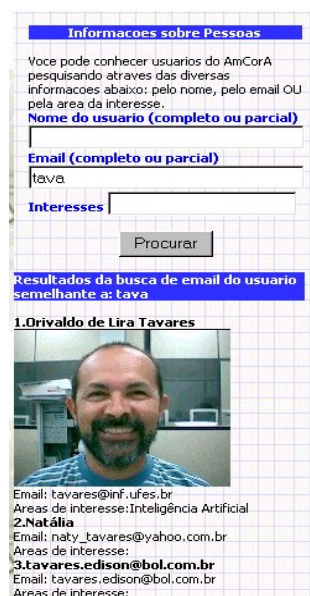 Informacoes sobre Pessoas
Voce pode conhecer usuarios do AmCorA
pesquisando atraves das diversas
informacoes abaixo: pelo nome, pelo email OU
pela area da interesse.
Nome do usuario (completo ou parcial)
Email (completo ou parcial)
tava
Interesses
Procurar
Resultados da busca de email do usuario
semelhante a: tava
1.Orivaldo de Lira Tavares
Email: tavares@inf.ufes.br
Areas de interesse:Inteligência Artificial
2.Natália
Email: naty_tavares@yahoo.com.br
Areas de interesse:
3.tavares.edison@bol.com.br
Email: tavares.edison@bol.com.br
Areas de interesse: